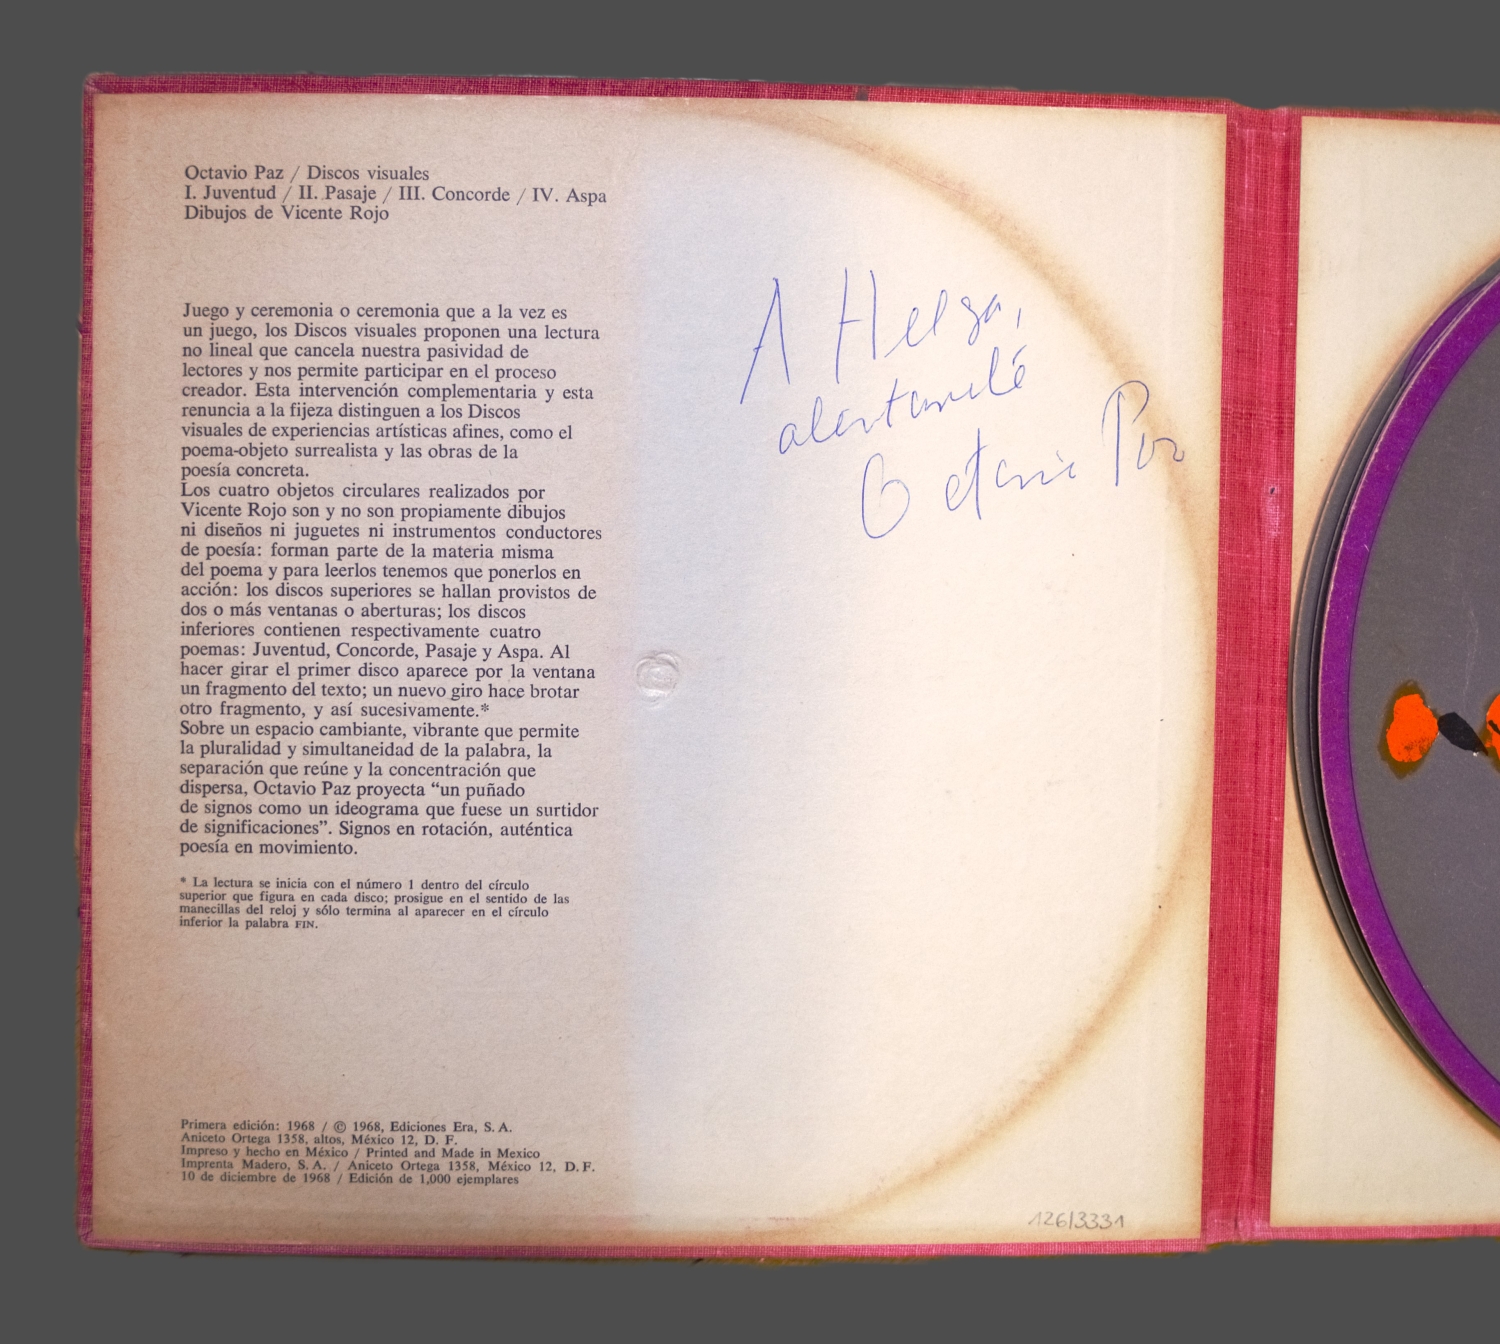 Octavio Paz / Discos visuales
I. Juventud / II. Pasaje / III. Concorde / IV. Aspa
Dibujos de Vicente Rojo
Juego y ceremonia o ceremonia que a la vez es
un juego, los Discos visuales proponen una lectura
no lineal que cancela nuestra pasividad de
lectores y nos permite participar en el proceso
creador. Esta intervención complementaria y esta
renuncia a la fijeza distinguen a los Discos
visuales de experiencias artísticas afines, como el
poema-objeto surrealista y las obras de la
poesía concreta.
Los cuatro objetos circulares realizados por
Vicente Rojo son y no son propiamente dibujos
ni diseños ni juguetes ni instrumentos conductores
de poesía: forman parte de la materia misma
del poema y para leerlos tenemos que ponerlos en
acción: los discos superiores se hallan provistos de
dos o más ventanas o aberturas; los discos
inferiores contienen respectivamente cuatro
poemas: Juventud, Concorde, Pasaje y Aspa. Al
hacer girar el primer disco aparece por la ventana
un fragmento del texto; un nuevo giro hace brotar
otro fragmento, y así sucesivamente.*
Sobre un espacio cambiante, vibrante que permite
la pluralidad y simultaneidad de la palabra, la
separación que reúne y la concentración que
dispersa, Octavio Paz proyecta “un puñado
de signos como un ideograma que fuese un surtidor
de significaciones”. Signos en rotación, auténtica
poesía en movimiento.
* La lectura se inicia con el número 1 dentro del círculo
superior que figura en cada disco; prosigue en el sentido de las
manecillas del reloj y sólo termina al aparecer en el círculo
inferior la palabra FIN.
Primera edición: 1968 / © 1968, Ediciones Era, S. A.
Aniceto Ortega 1358, altos, México 12, D. F.
Impreso y hecho en México / Printed and Made in Mexico
Imprenta Madero, S. A. / Aniceto Ortega 1358, México 12, D. F.
10 de diciembre de 1968 / Edición de 1,000 ejemplares
A Helga,
Octavio Paz
126/3331